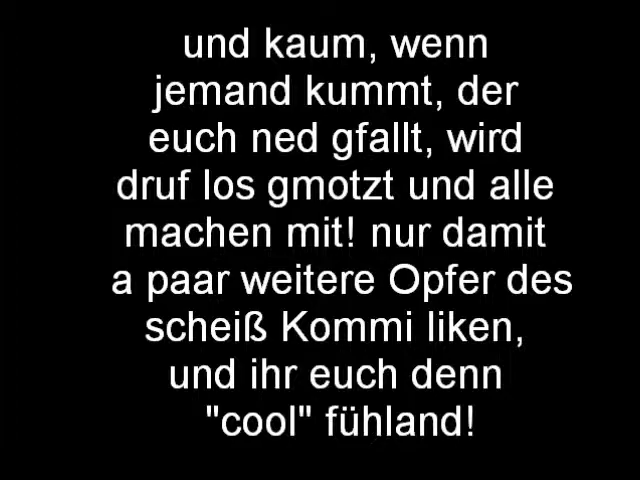 und kaum, wenn
jemand kummt, der
euch ned gfallt, wird
druf los gmotzt und alle
machen mit! nur damit
a paar weitere Opfer des
scheiß Kommi liken,
und ihr euch denn
"cool" fühland!